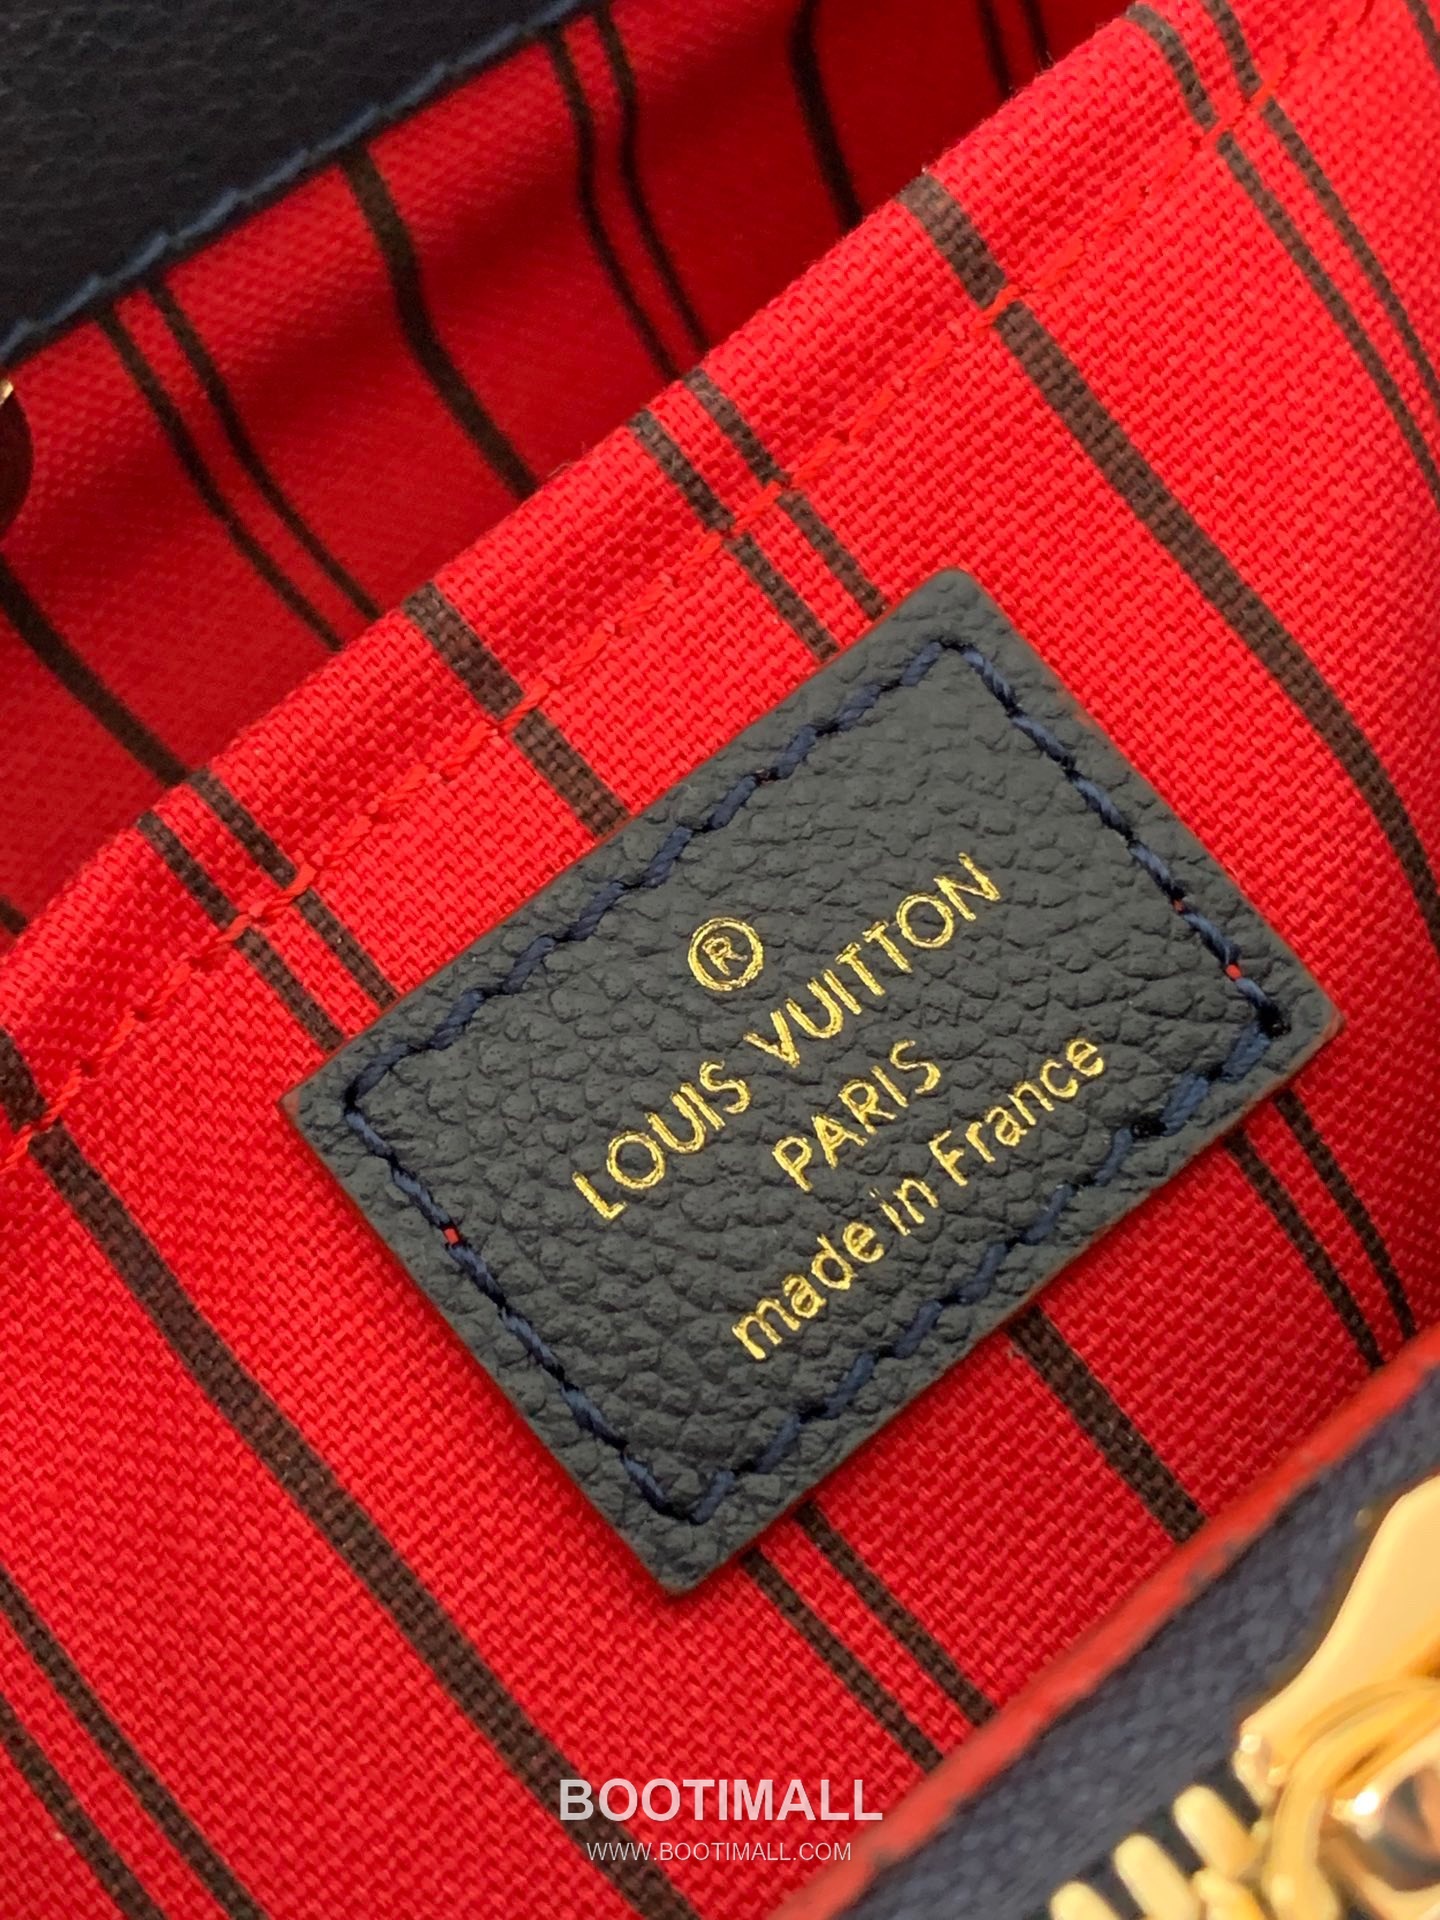 ®
LOUIS VUITTON
PARIS
made in France
BOOTIMALL
WWW.BOOTIMALL.COM